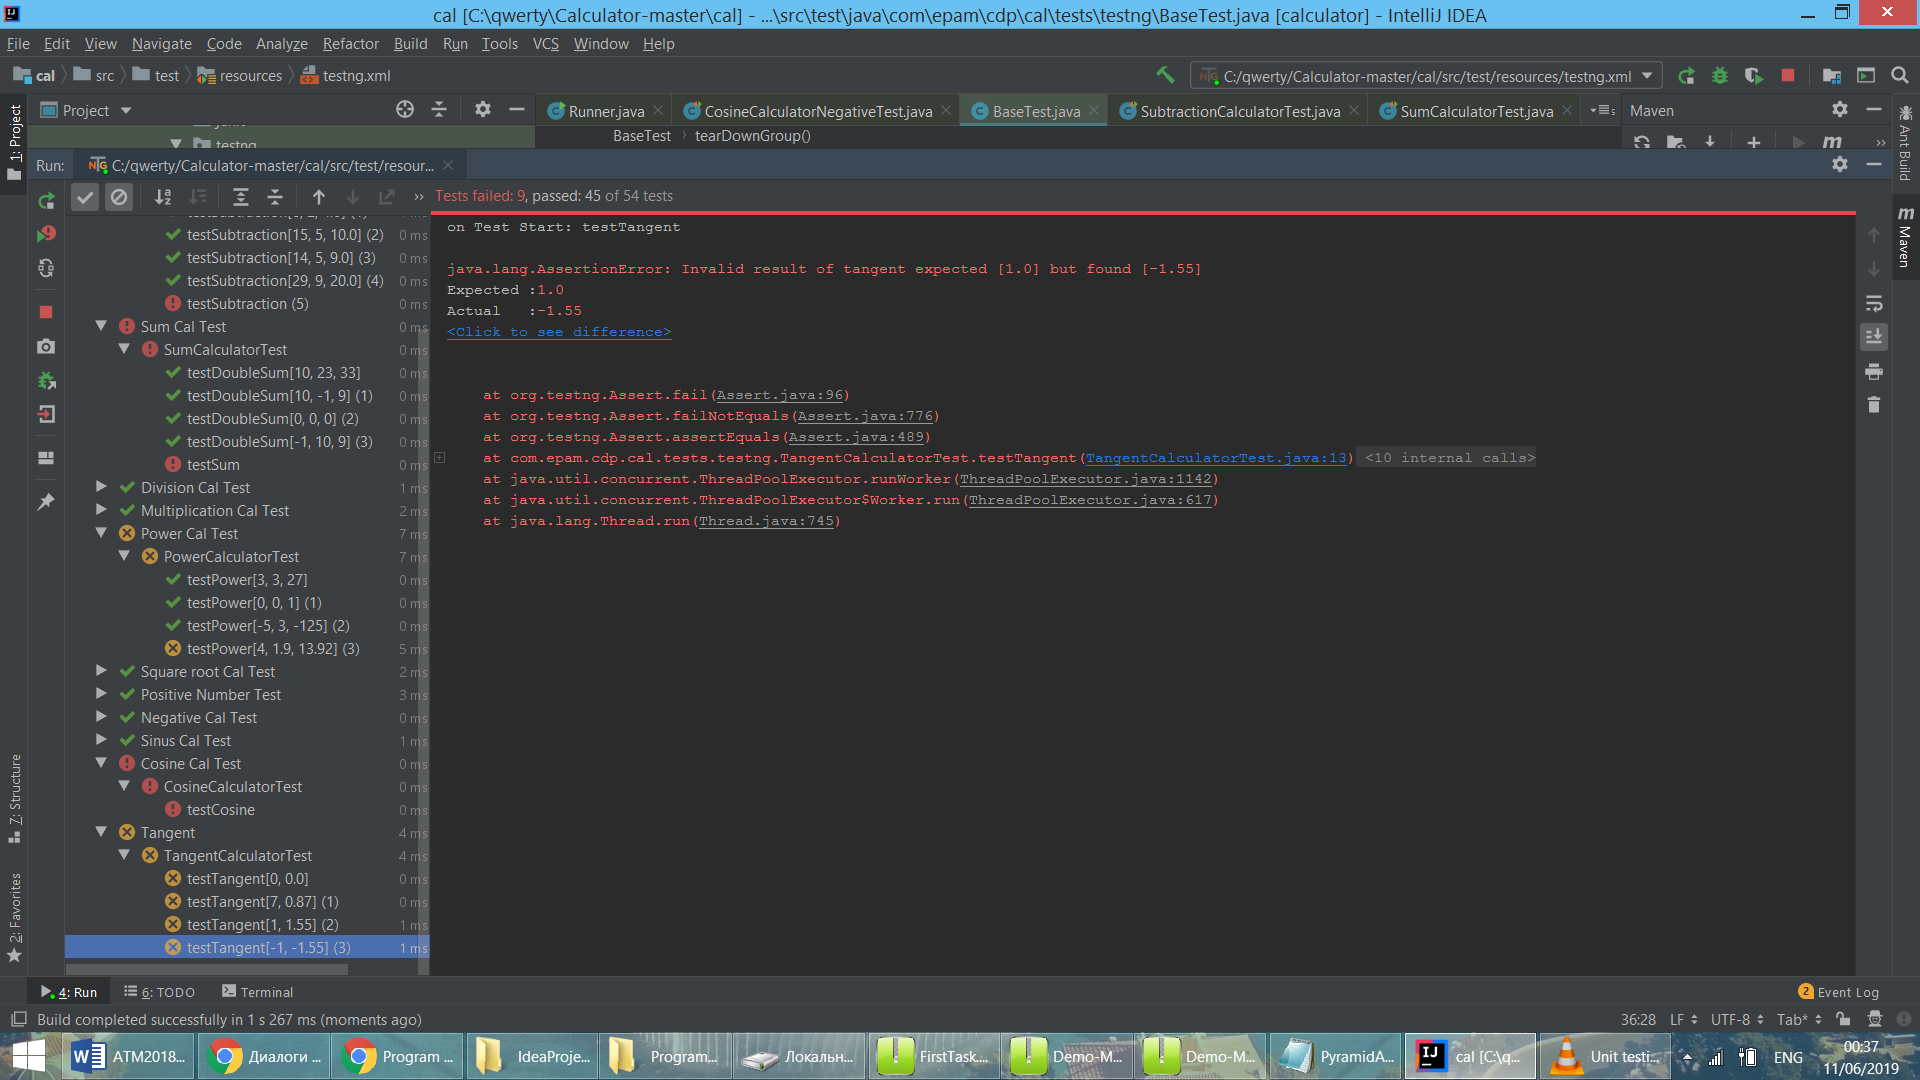 cal [C:\qwerty\Calculator-master\cal] - ...\src\test\java\com\epam\cdp\cal\tests\testng\BaseTest.java [calculator] - IntelliJ IDEA
File Edit View Navigate Code Analyze Refactor Build Run Tools VCS Window Help
cal src test resources testng.xml
C:/qwerty/Calculator-master/cal/src/test/resources/testng.xml
1: Project
Project
Runner.java
CosineCalculatorNegativeTest.java
BaseTest.java
SubtractionCalculatorTest.java
SumCalculatorTest.java
Maven
testng
BaseTest tearDownGroup()
Ant Build
Maven
Run: C:/qwerty/Calculator-master/cal/src/test/resour...
Tests failed: 9, passed: 45 of 54 tests
testSubtraction[15, 5, 10.0] (2) 0 ms
testSubtraction[14, 5, 9.0] (3) 0 ms
testSubtraction[29, 9, 20.0] (4) 0 ms
testSubtraction (5) 0 ms
Sum Cal Test 0 ms
SumCalculatorTest 0 ms
testDoubleSum[10, 23, 33] 0 ms
testDoubleSum[10, -1, 9] (1) 0 ms
testDoubleSum[0, 0, 0] (2) 0 ms
testDoubleSum[-1, 10, 9] (3) 0 ms
testSum 0 ms
Division Cal Test 1 ms
Multiplication Cal Test 2 ms
Power Cal Test 7 ms
PowerCalculatorTest 7 ms
testPower[3, 3, 27] 0 ms
testPower[0, 0, 1] (1) 0 ms
testPower[-5, 3, -125] (2) 0 ms
testPower[4, 1.9, 13.92] (3) 5 ms
Square root Cal Test 2 ms
Positive Number Test 3 ms
Negative Cal Test 0 ms
Sinus Cal Test 1 ms
Cosine Cal Test 0 ms
CosineCalculatorTest 0 ms
testCosine 0 ms
Tangent 4 ms
TangentCalculatorTest 4 ms
testTangent[0, 0.0] 0 ms
testTangent[7, 0.87] (1) 0 ms
testTangent[1, 1.55] (2) 1 ms
testTangent[-1, -1.55] (3) 1 ms
on Test Start: testTangent
java.lang.AssertionError: Invalid result of tangent expected [1.0] but found [-1.55]
Expected :1.0
Actual   :-1.55
<Click to see difference>
at org.testng.Assert.fail(Assert.java:96)
at org.testng.Assert.failNotEquals(Assert.java:776)
at org.testng.Assert.assertEquals(Assert.java:489)
at com.epam.cdp.cal.tests.testng.TangentCalculatorTest.testTangent(TangentCalculatorTest.java:13) <10 internal calls>
at java.util.concurrent.ThreadPoolExecutor.runWorker(ThreadPoolExecutor.java:1142)
at java.util.concurrent.ThreadPoolExecutor$Worker.run(ThreadPoolExecutor.java:617)
at java.lang.Thread.run(Thread.java:745)
7: Structure
2: Favorites
4: Run 6: TODO Terminal
2 Event Log
Build completed successfully in 1 s 267 ms (moments ago)
36:28 LF UTF-8 Tab*
ATM2018...
Диалоги ...
Program ...
IdeaProje...
Program...
Локальн...
FirstTask....
Demo-M...
Demo-M...
PyramidA...
cal [C:\q...
Unit testi...
ENG
00:37
11/06/2019